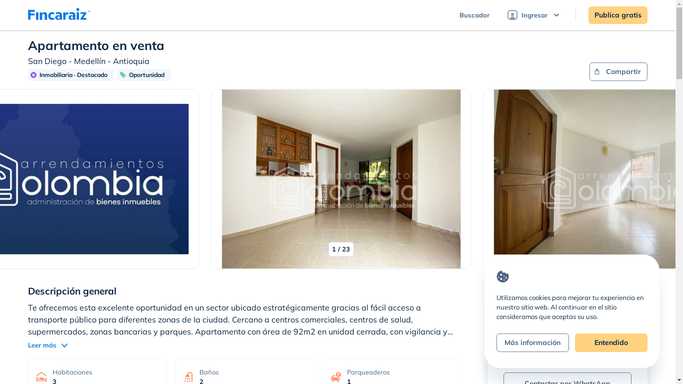 Fincaraiz
Buscador
Ingresar
Publica gratis
Apartamento en venta
San Diego - Medellín - Antioquia
Inmobiliaria - Destacado
Oportunidad
Compartir
arrendamientos
olombia
administración de bienes inmuebles
arrendamientos
olombia
bienes inmuebles
1 / 23
arrendamientos
olom
administración de bienes
Descripción general
Te ofrecemos esta excelente oportunidad en un sector ubicado estratégicamente gracias al fácil acceso a
transporte público para diferentes zonas de la ciudad. Cercano a centros comerciales, centros de salud,
supermercados, zonas bancarias y parques. Apartamento con área de 92m2 en unidad cerrada, con vigilancia y...
Leer más
Habitaciones
3
Baños
2
Parqueaderos
1
Utilizamos cookies para mejorar tu experiencia en
nuestro sitio web. Al continuar en el sitio
consideramos que aceptas su uso.
Más información
Entendido
Contactar por WhatsApp